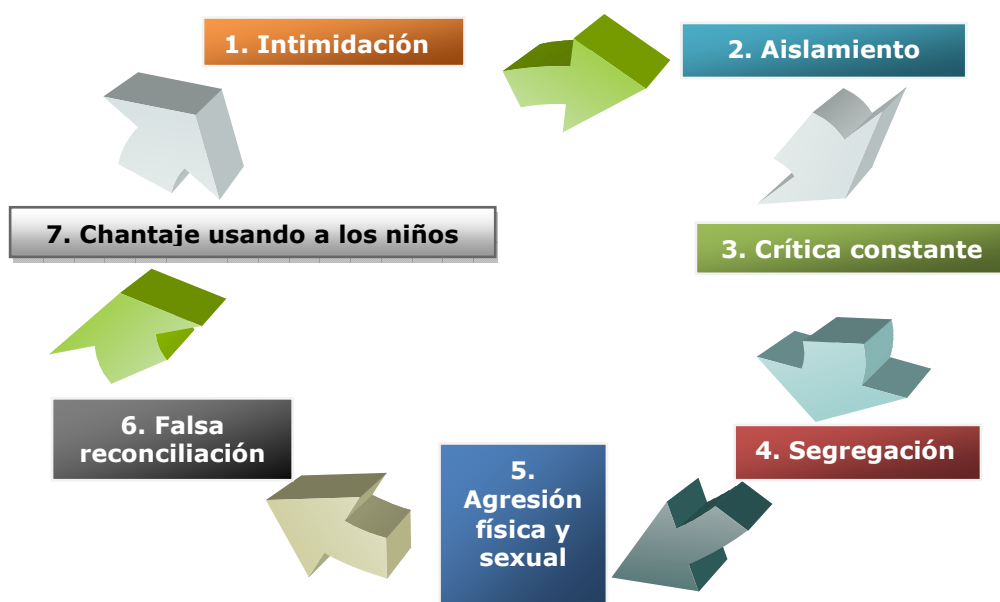 1. Intimidación
2. Aislamiento
3. Crítica constante
4. Segregación
5.
Agresión
física y
sexual
6. Falsa
reconciliación
7. Chantaje usando a los niños